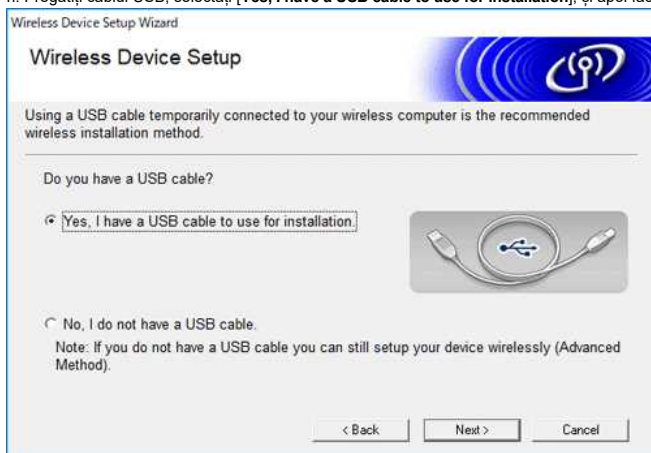 Wireless Device Setup Wizard
Wireless Device Setup
Using a USB cable temporarily connected to your wireless computer is the recommended
wireless installation method.
Do you have a USB cable?
Yes, I have a USB cable to use for installation.
No, I do not have a USB cable.
Note: If you do not have a USB cable you can still setup your device wirelessly (Advanced
Method).
< Back
Next >
Cancel